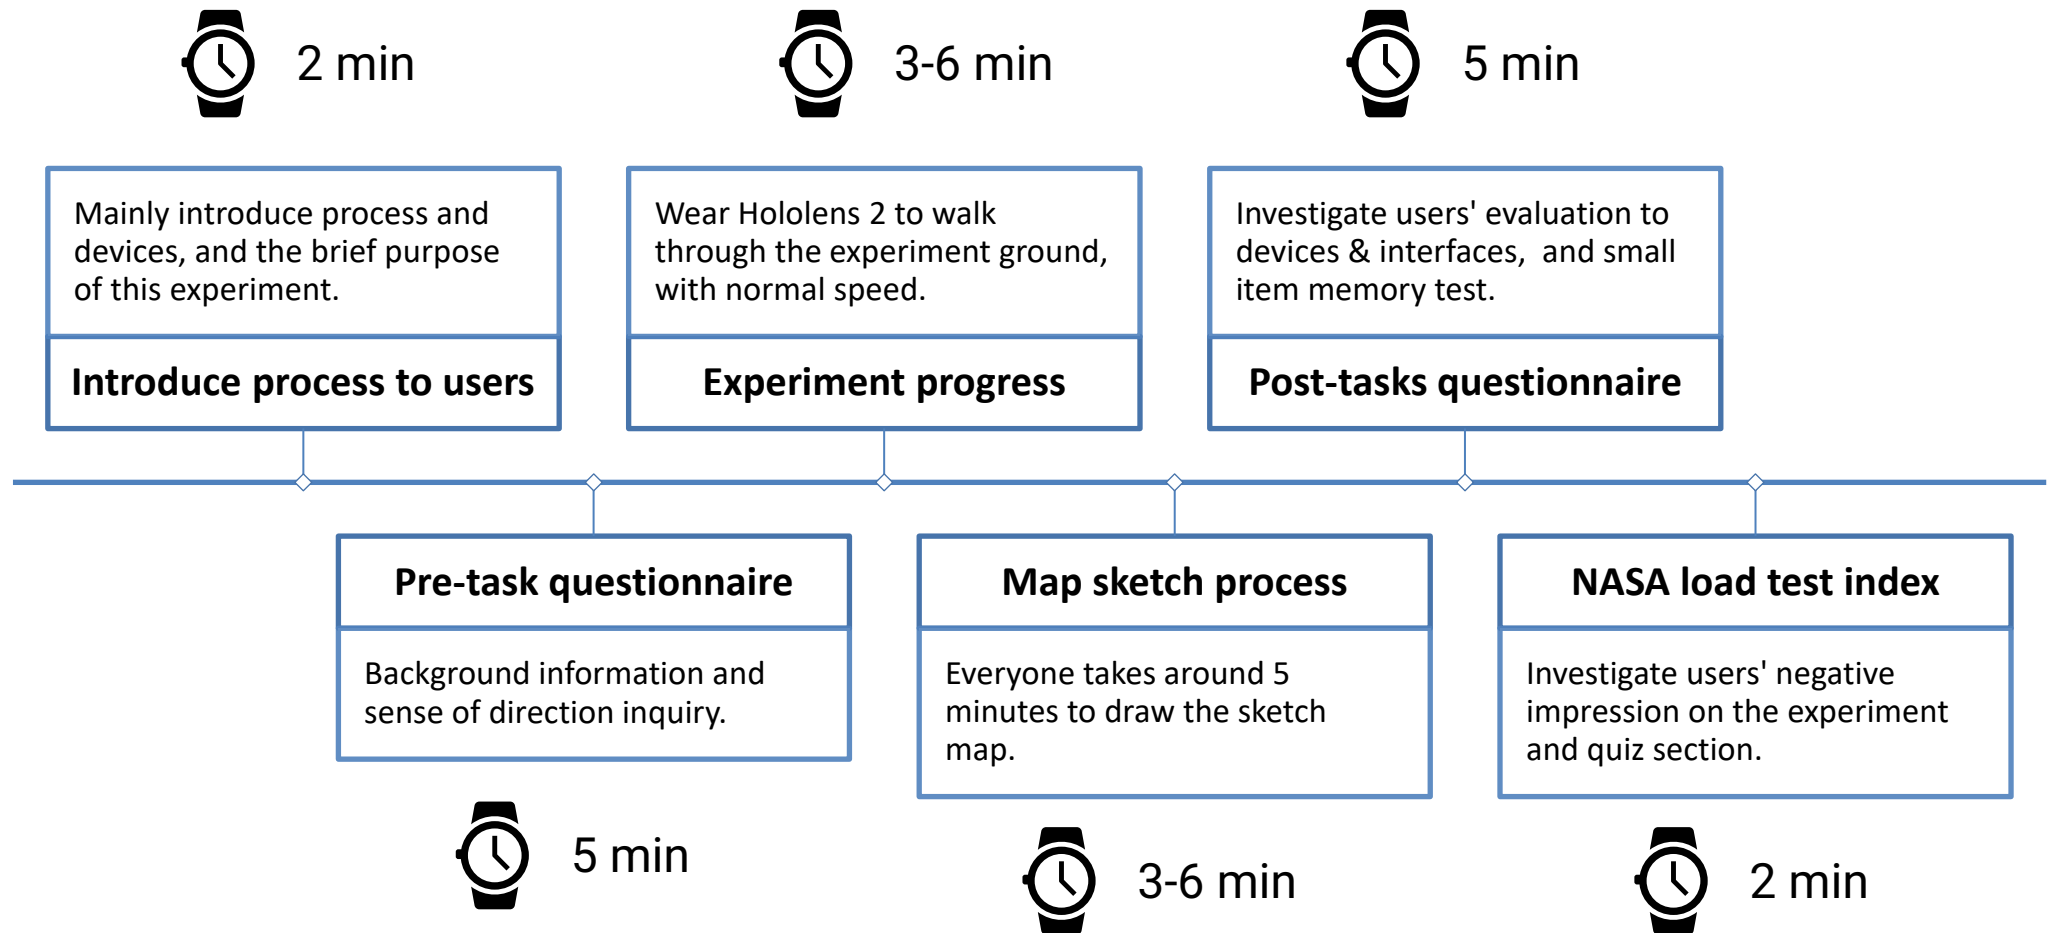 2 min
3-6 min
5 min
Mainly introduce process and
devices, and the brief purpose
of this experiment.
Introduce process to users
Wear Hololens 2 to walk
through the experiment ground,
with normal speed.
Experiment progress
Investigate users' evaluation to
devices & interfaces,  and small
item memory test.
Post-tasks questionnaire
Pre-task questionnaire
Background information and
sense of direction inquiry.
Map sketch process
Everyone takes around 5
minutes to draw the sketch
map.
NASA load test index
Investigate users' negative
impression on the experiment
and quiz section.
5 min
3-6 min
2 min